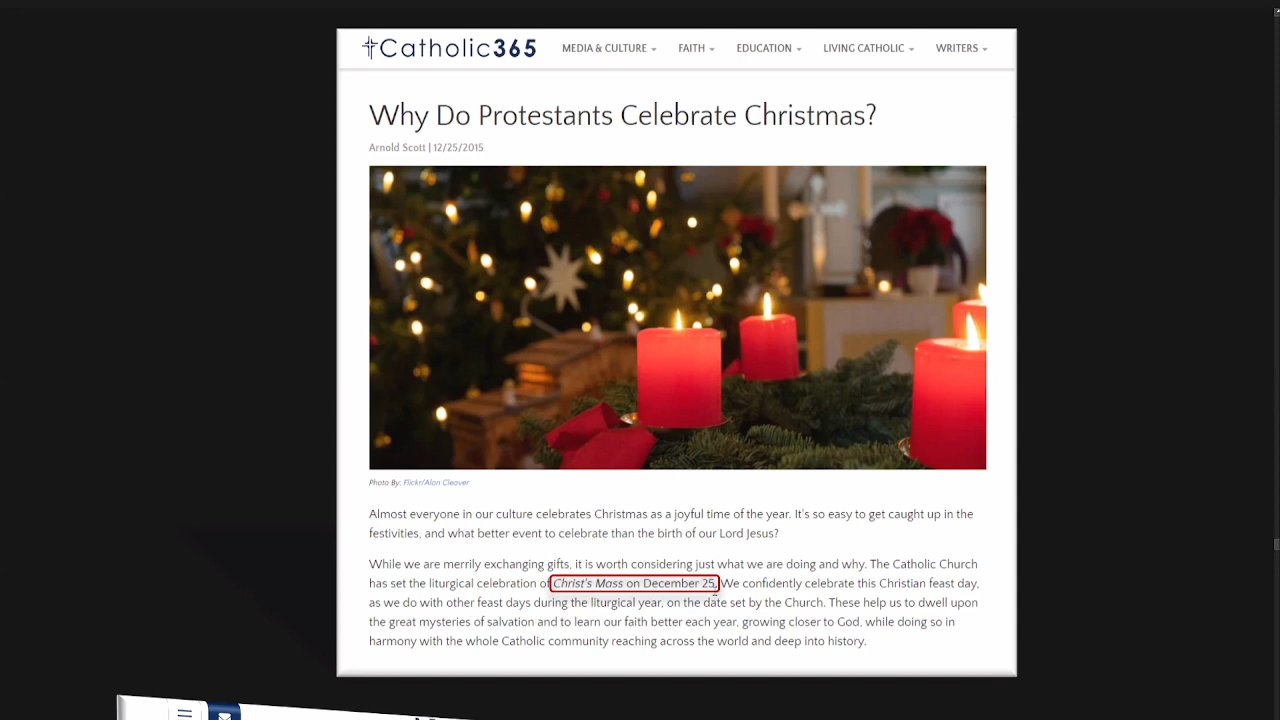 Catholic365 MEDIA & CULTURE FAITH EDUCATION LIVING CATHOLIC WRITERS
Why Do Protestants Celebrate Christmas?
Arnold Scott | 12/25/2015
Photo By: Flickr/Alan Cleaver
Almost everyone in our culture celebrates Christmas as a joyful time of the year. It's so easy to get caught up in the
festivities, and what better event to celebrate than the birth of our Lord Jesus?
While we are merrily exchanging gifts, it is worth considering just what we are doing and why. The Catholic Church
has set the liturgical celebration of Christ's Mass on December 25. We confidently celebrate this Christian feast day,
as we do with other feast days during the liturgical year, on the date set by the Church. These help us to dwell upon
the great mysteries of salvation and to learn our faith better each year, growing closer to God, while doing so in
harmony with the whole Catholic community reaching across the world and deep into history.